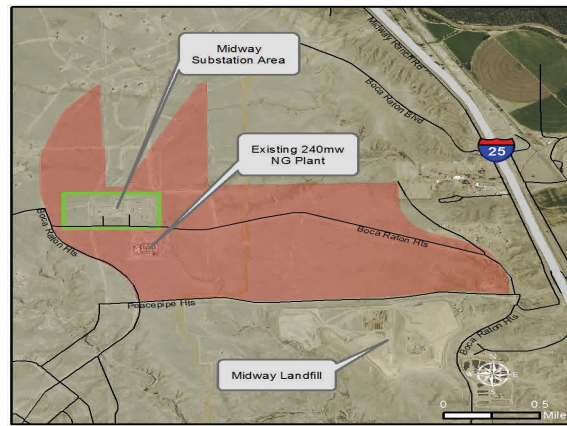 Midway
Substation Area
Midway Ranch Rd
Boca Raton Blvd
Existing 240mw
NG Plant
25
Boca Raton Hts
Boca Raton Hts
Peacepipe Hts
Boca Raton Hts
Midway Landfill
N
W
E
S
0
0.5
Mile